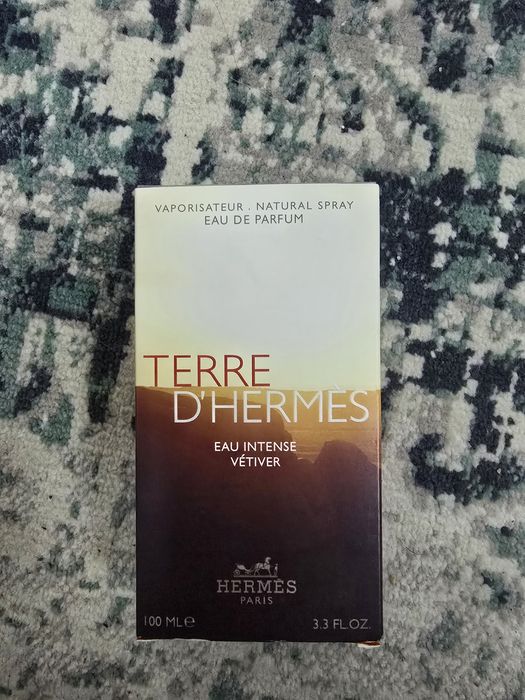 VAPORISATEUR . NATURAL SPRAY
EAU DE PARFUM
TERRE
D'HERMÈS
EAU INTENSE
VÉTIVER
HERMÈS
PARIS
100 ML℮ 3.3 FL.OZ.